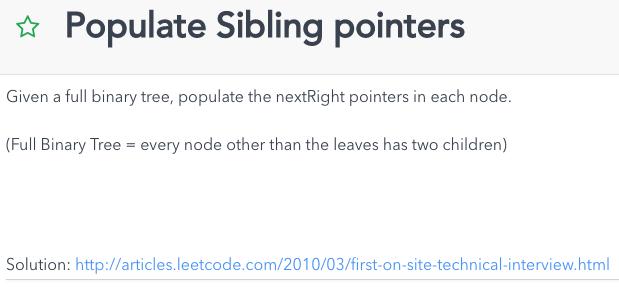 Populate Sibling pointers
Given a full binary tree, populate the nextRight pointers in each node.
(Full Binary Tree = every node other than the leaves has two children)
Solution: http://articles.leetcode.com/2010/03/first-on-site-technical-interview.html